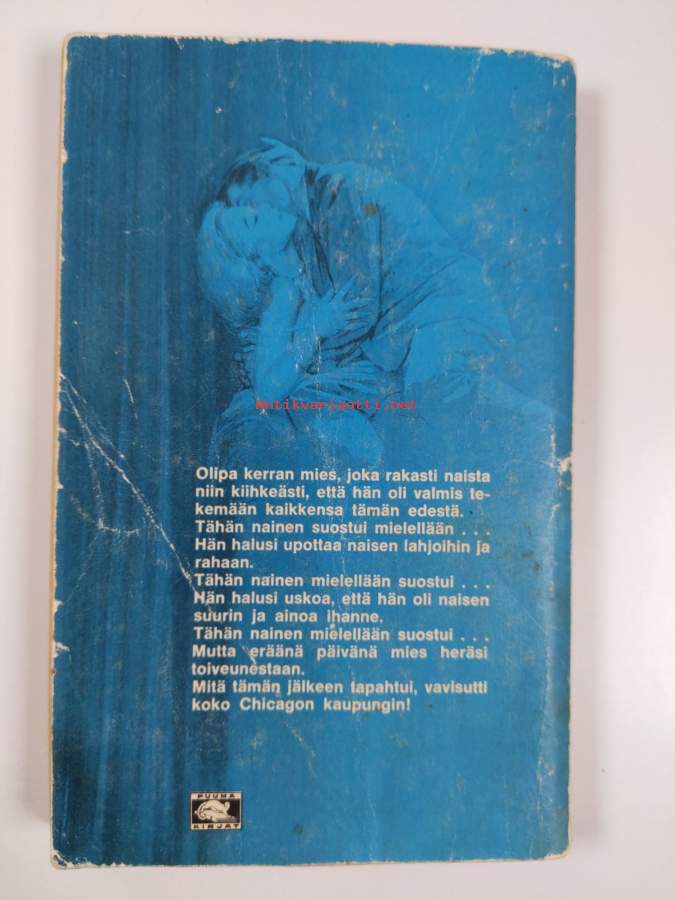 Antikvariaatti.net
Olipa kerran mies, joka rakasti naista
niin kiihkeästi, että hän oli valmis te-
kemään kaikkensa tämän edestä.
Tähän nainen suostui mielellään . . .
Hän halusi upottaa naisen lahjoihin ja
rahaan.
Tähän nainen mielellään suostui . . .
Hän halusi uskoa, että hän oli naisen
suurin ja ainoa ihanne.
Tähän nainen mielellään suostui . . .
Mutta eräänä päivänä mies heräsi
toiveunestaan.
Mitä tämän jälkeen tapahtui, vavisutti
koko Chicagon kaupungin!
PUUMA
KIRJAT